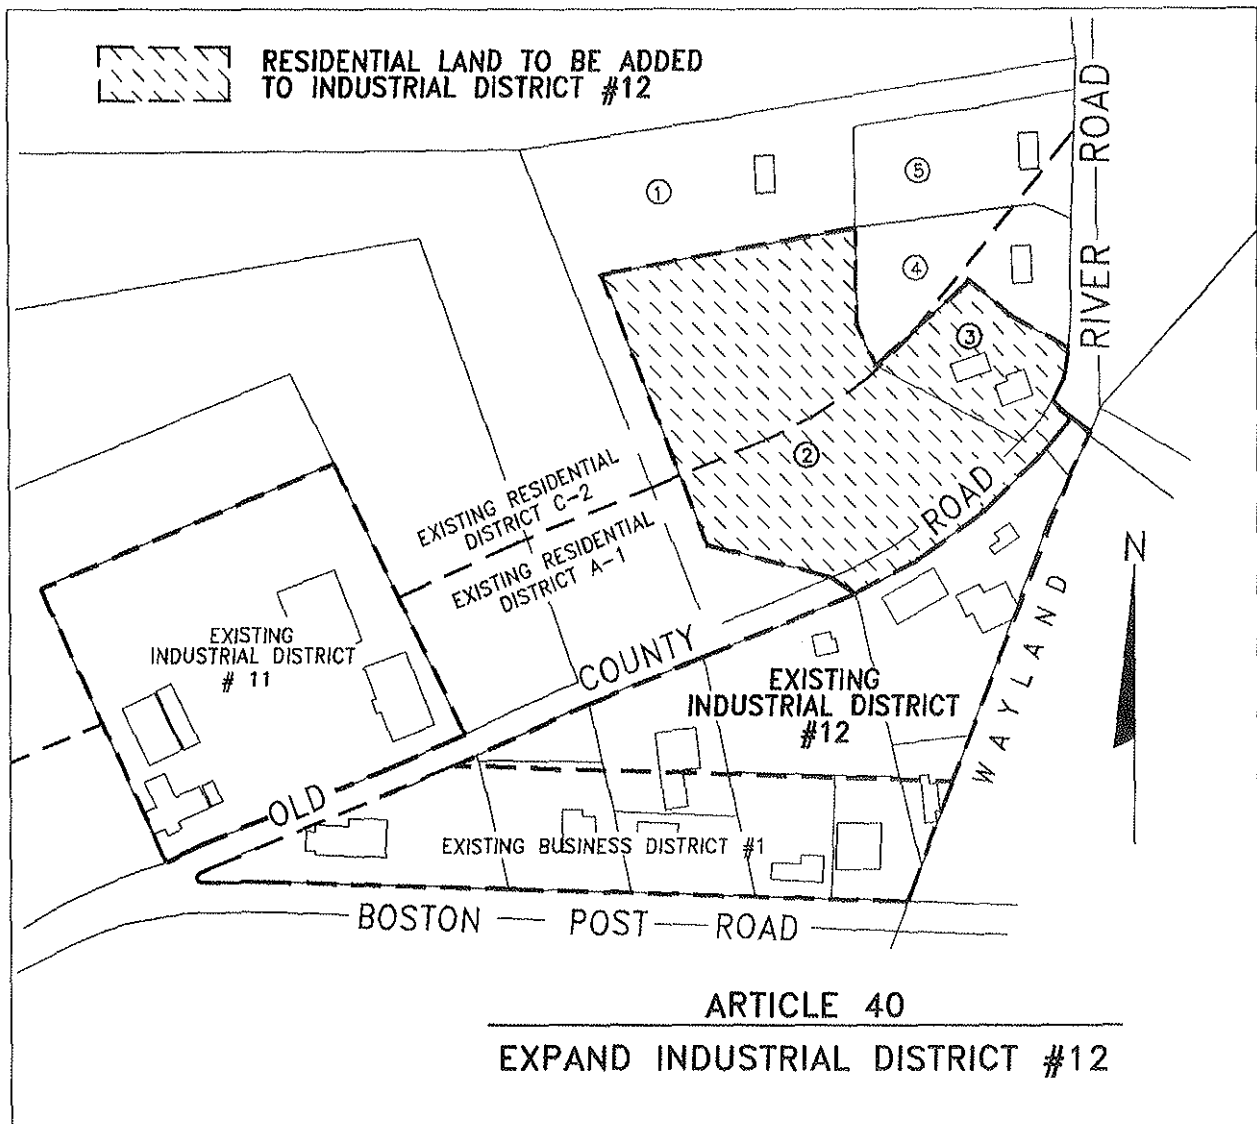 RESIDENTIAL LAND TO BE ADDED
TO INDUSTRIAL DISTRICT #12
RIVER ROAD
1
5
4
3
2
EXISTING RESIDENTIAL
DISTRICT C-2
EXISTING RESIDENTIAL
DISTRICT A-1
N
EXISTING
INDUSTRIAL DISTRICT
# 11
OLD COUNTY ROAD
EXISTING
INDUSTRIAL DISTRICT
#12
WAYLAND
EXISTING BUSINESS DISTRICT #1
BOSTON POST ROAD
ARTICLE 40
EXPAND INDUSTRIAL DISTRICT #12